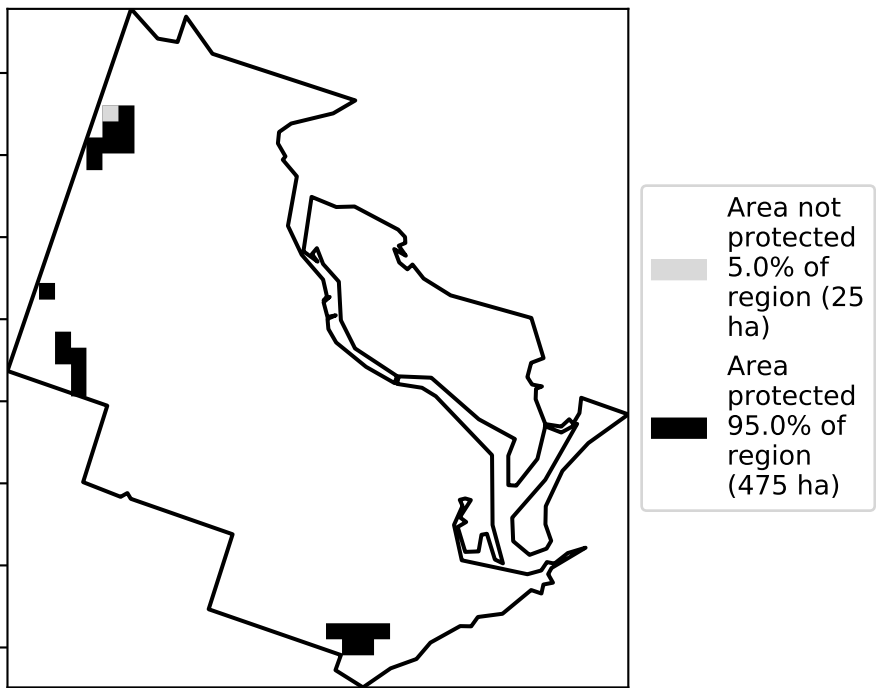 Area not
protected
5.0% of
region (25
ha)
Area
protected
95.0% of
region
(475 ha)